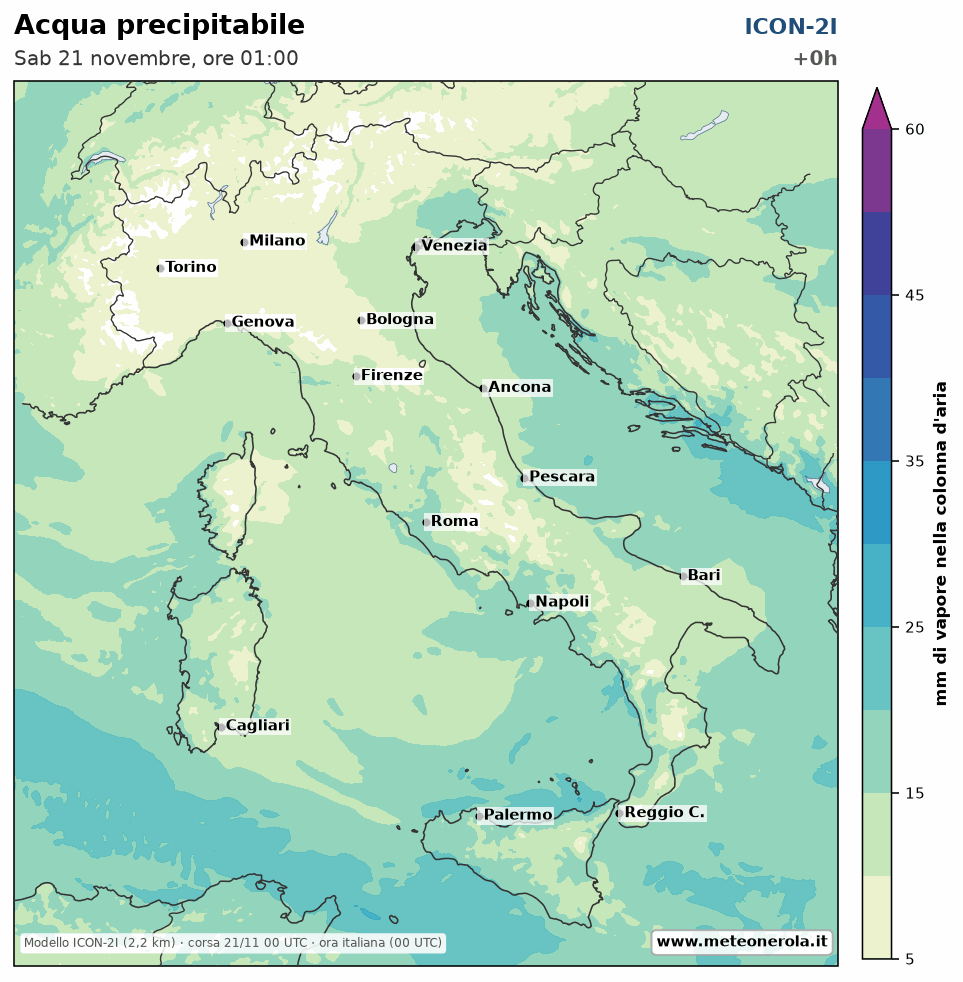 Acqua precipitabile
ICON-2I
Sab 21 novembre, ore 01:00
+0h
60
45
35
25
15
5
mm di vapore nella colonna d'aria
Milano
Venezia
Torino
Genova
Bologna
Firenze
Ancona
Pescara
Roma
Bari
Napoli
Cagliari
Palermo
Reggio C.
Modello ICON-2I (2,2 km) · corsa 21/11 00 UTC · ora italiana (00 UTC)
www.meteonerola.it